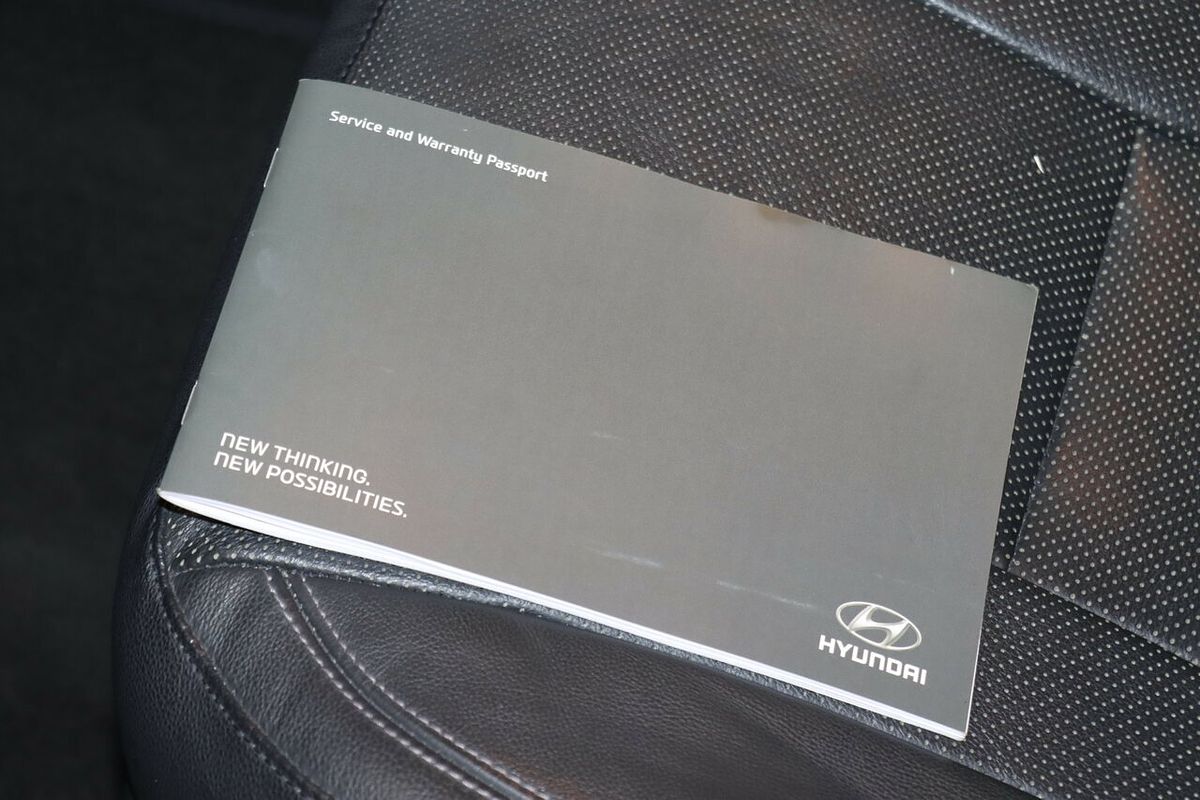 Service and Warranty Passport
NEW THINKING.
NEW POSSIBILITIES.
HYUNDAI